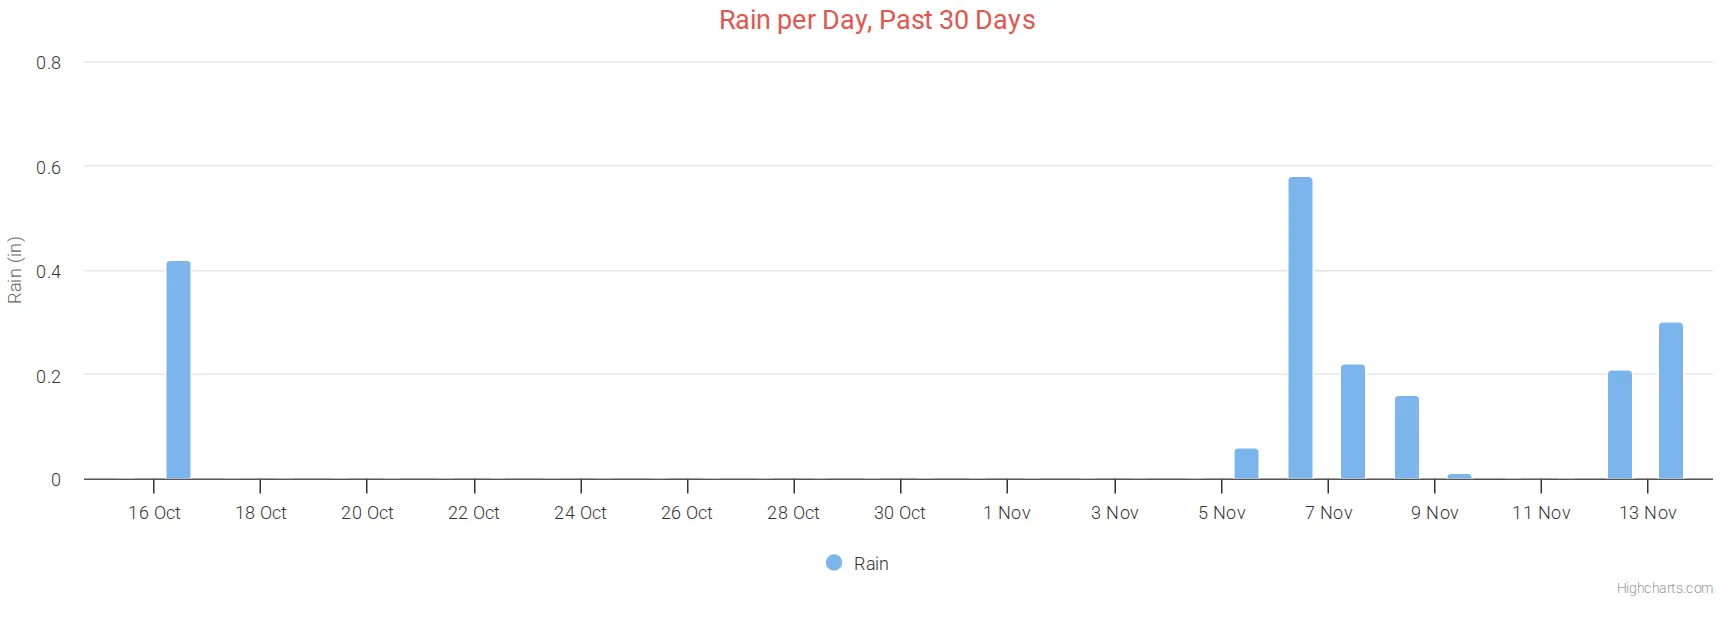 Rain per Day, Past 30 Days
Rain (in)
0.8
0.6
0.4
0.2
0
16 Oct 18 Oct 20 Oct 22 Oct 24 Oct 26 Oct 28 Oct 30 Oct 1 Nov 3 Nov 5 Nov 7 Nov 9 Nov 11 Nov 13 Nov
Rain
Highcharts.com